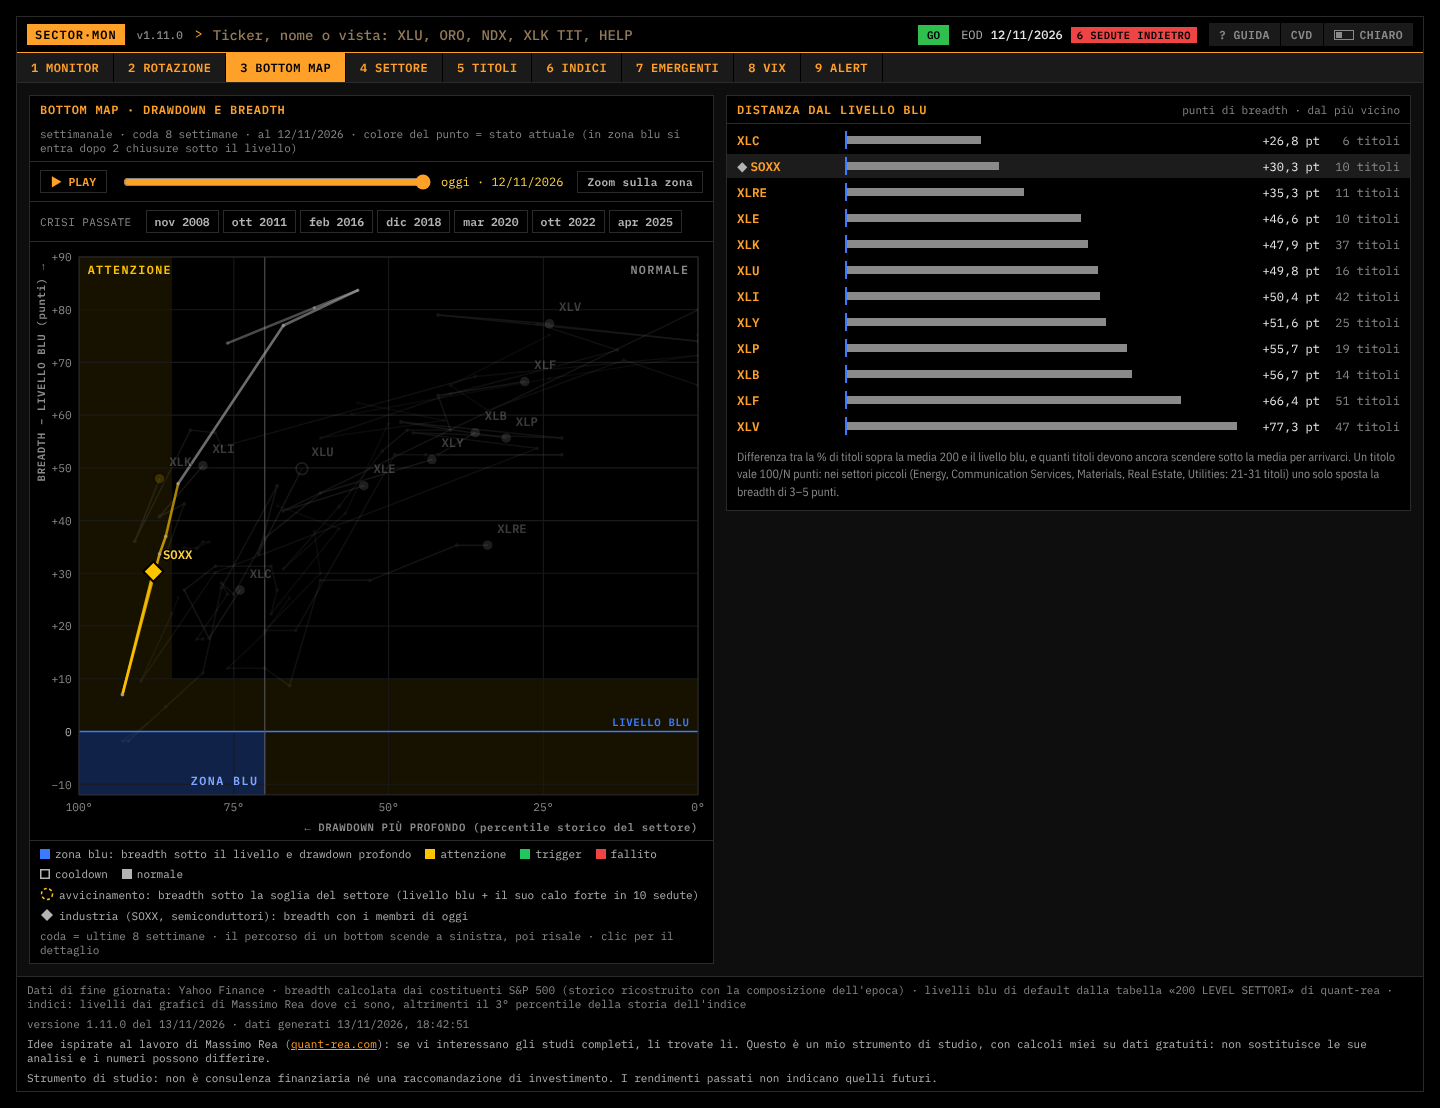 SECTOR·MON v1.11.0 > Ticker, nome o vista: XLU, ORO, NDX, XLK TIT, HELP GO EOD 12/11/2026 6 SEDUTE INDIETRO ? GUIDA CVD CHIARO
1 MONITOR 2 ROTAZIONE 3 BOTTOM MAP 4 SETTORE 5 TITOLI 6 INDICI 7 EMERGENTI 8 VIX 9 ALERT
BOTTOM MAP · DRAWDOWN E BREADTH
settimanale · coda 8 settimane · al 12/11/2026 · colore del punto = stato attuale (in zona blu si
entra dopo 2 chiusure sotto il livello)
PLAY oggi · 12/11/2026 Zoom sulla zona
CRISI PASSATE nov 2008 ott 2011 feb 2016 dic 2018 mar 2020 ott 2022 apr 2025
BREADTH − LIVELLO BLU (punti) →
+90
+80
+70
+60
+50
+40
+30
+20
+10
0
−10
ATTENZIONE
NORMALE
XLV
XLF
XLB
XLP
XLI
XLU
XLY
XLK
XLE
XLRE
SOXX
XLC
LIVELLO BLU
ZONA BLU
100° 75° 50° 25° 0°
← DRAWDOWN PIÙ PROFONDO (percentile storico del settore)
zona blu: breadth sotto il livello e drawdown profondo attenzione trigger fallito
cooldown normale
avvicinamento: breadth sotto la soglia del settore (livello blu + il suo calo forte in 10 sedute)
industria (SOXX, semiconduttori): breadth con i membri di oggi
coda = ultime 8 settimane · il percorso di un bottom scende a sinistra, poi risale · clic per il
dettaglio
DISTANZA DAL LIVELLO BLU punti di breadth · dal più vicino
XLC +26,8 pt 6 titoli
◆ SOXX +30,3 pt 10 titoli
XLRE +35,3 pt 11 titoli
XLE +46,6 pt 10 titoli
XLK +47,9 pt 37 titoli
XLU +49,8 pt 16 titoli
XLI +50,4 pt 42 titoli
XLY +51,6 pt 25 titoli
XLP +55,7 pt 19 titoli
XLB +56,7 pt 14 titoli
XLF +66,4 pt 51 titoli
XLV +77,3 pt 47 titoli
Differenza tra la % di titoli sopra la media 200 e il livello blu, e quanti titoli devono ancora scendere sotto la media per arrivarci. Un titolo
vale 100/N punti: nei settori piccoli (Energy, Communication Services, Materials, Real Estate, Utilities: 21-31 titoli) uno solo sposta la
breadth di 3–5 punti.
Dati di fine giornata: Yahoo Finance · breadth calcolata dai costituenti S&P 500 (storico ricostruito con la composizione dell'epoca) · livelli blu di default dalla tabella «200 LEVEL SETTORI» di quant-rea ·
indici: livelli dai grafici di Massimo Rea dove ci sono, altrimenti il 3° percentile della storia dell'indice
versione 1.11.0 del 13/11/2026 · dati generati 13/11/2026, 18:42:51
Idee ispirate al lavoro di Massimo Rea (quant-rea.com): se vi interessano gli studi completi, li trovate lì. Questo è un mio strumento di studio, con calcoli miei su dati gratuiti: non sostituisce le sue
analisi e i numeri possono differire.
Strumento di studio: non è consulenza finanziaria né una raccomandazione di investimento. I rendimenti passati non indicano quelli futuri.